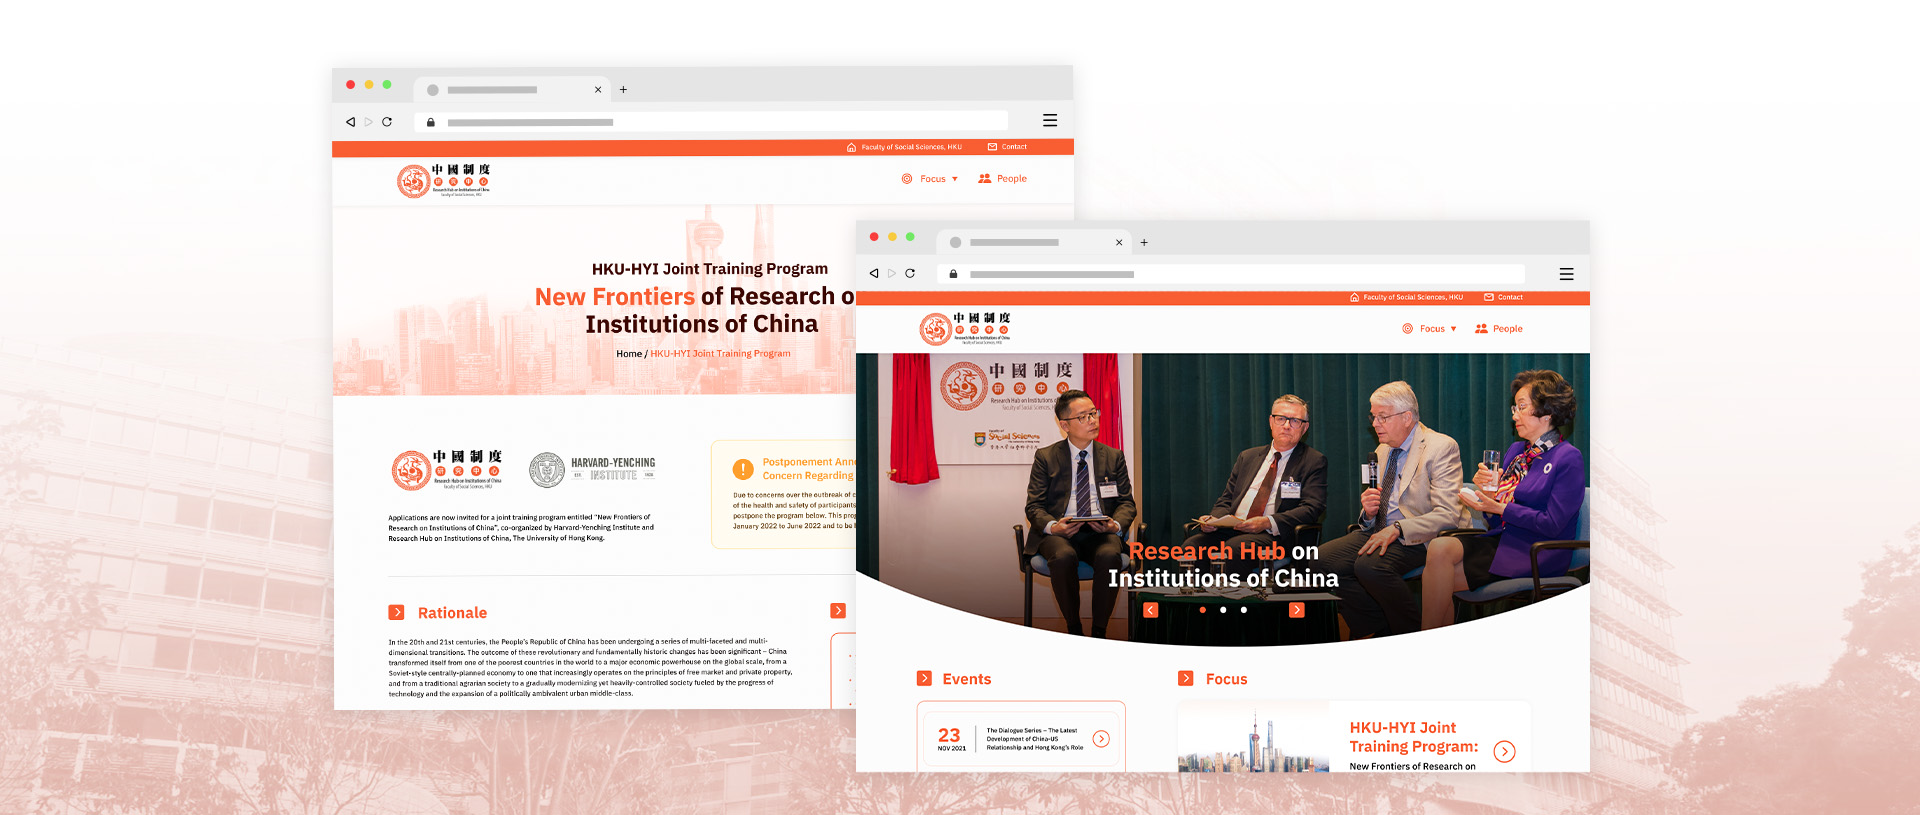 Faculty of Social Sciences, HKU
Contact
中國制度
研究中心
Research Hub on Institutions of China
Faculty of Social Sciences, HKU
Focus
People
HKU-HYI Joint Training Program
New Frontiers of Research o
Institutions of China
Home / HKU-HYI Joint Training Program
中國制度
研究中心
Research Hub on Institutions of China
Faculty of Social Sciences, HKU
HARVARD-YENCHING
INSTITUTE
Postponement Ann
Concern Regarding
Due to concerns over the outbreak of c
of the health and safety of participants
postpone the program below. This prog
January 2022 to June 2022 and to be
Applications are now invited for a joint training program entitled "New Frontiers of
Research on Institutions of China", co-organized by Harvard-Yenching Institute and
Research Hub on Institutions of China, The University of Hong Kong.
Rationale
In the 20th and 21st centuries, the People's Republic of China has been undergoing a series of multi-faceted and multi-
dimensional transitions. The outcome of these revolutionary and fundamentally historic changes has been significant – China
transformed itself from one of the poorest countries in the world to a major economic powerhouse on the global scale, from a
Soviet-style centrally-planned economy to one that increasingly operates on the principles of free market and private property,
and from a traditional agrarian society to a gradually modernizing yet heavily-controlled society fueled by the progress of
technology and the expansion of a politically ambivalent urban middle-class.
Faculty of Social Sciences, HKU
Contact
中國制度
研究中心
Research Hub on Institutions of China
Faculty of Social Sciences, HKU
Focus
People
中國制度
研究中心
Research Hub on Institutions of
Faculty of Social Sciences, HKU
Social Sciences
Research Hub on
Institutions of China
Events
23
NOV 2021
The Dialogue Series – The Latest
Development of China-US
Relationship and Hong Kong's Role
Focus
HKU-HYI Joint
Training Program:
New Frontiers of Research on